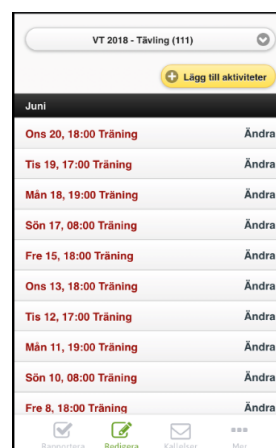 VT 2018 - Tävling (111)
Lägg till aktiviteter
Juni
Ons 20, 18:00 Träning Ändra
Tis 19, 17:00 Träning Ändra
Mån 18, 19:00 Träning Ändra
Sön 17, 08:00 Träning Ändra
Fre 15, 18:00 Träning Ändra
Ons 13, 18:00 Träning Ändra
Tis 12, 17:00 Träning Ändra
Mån 11, 19:00 Träning Ändra
Sön 10, 08:00 Träning Ändra
Fre 8, 18:00 Träning Ändra
Rapportera Redigera Kallelser Mer